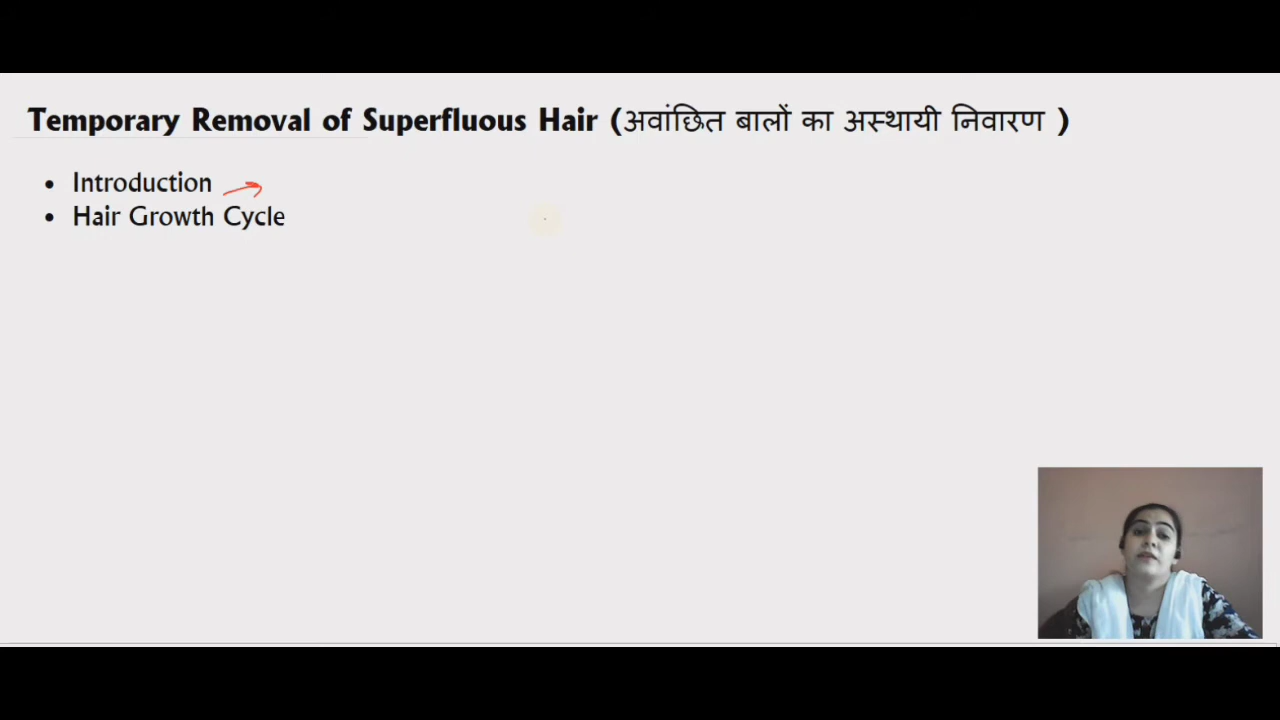 Temporary Removal of Superfluous Hair (अवांछित बालों का अस्थायी निवारण )
• Introduction
• Hair Growth Cycle